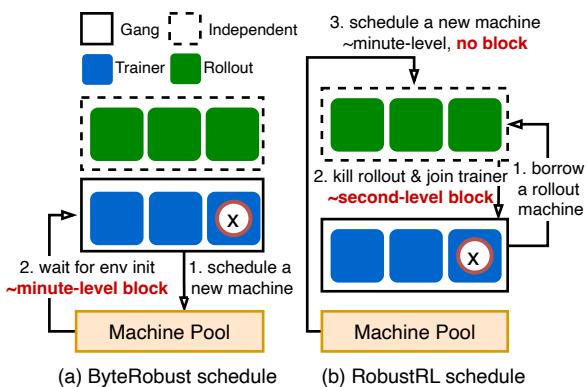 Gang
Independent
Trainer
Rollout
x
2. wait for env init
~minute-level block
1. schedule a
new machine
Machine Pool
(a) ByteRobust schedule
3. schedule a new machine
~minute-level, no block
2. kill rollout & join trainer
~second-level block
1. borrow
a rollout
machine
x
Machine Pool
(b) RobustRL schedule